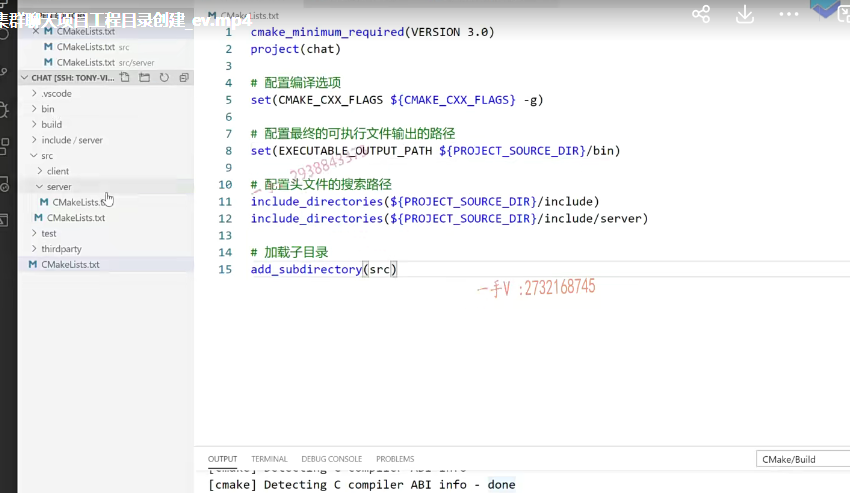 集群聊天项目工程目录创建_ev.mp4
CMakeLists.txt
CMakeLists.txt src
CMakeLists.txt src/server
CHAT [SSH: TONY-VI...
.vscode
bin
build
include / server
src
client
server
CMakeLists.txt
CMakeLists.txt
test
thirdparty
CMakeLists.txt
CMakeLists.txt
1 cmake_minimum_required(VERSION 3.0)
2 project(chat)
3
4 # 配置编译选项
5 set(CMAKE_CXX_FLAGS ${CMAKE_CXX_FLAGS} -g)
6
7 # 配置最终的可执行文件输出的路径
8 set(EXECUTABLE_OUTPUT_PATH ${PROJECT_SOURCE_DIR}/bin)
9
10 # 配置头文件的搜索路径
11 include_directories(${PROJECT_SOURCE_DIR}/include)
12 include_directories(${PROJECT_SOURCE_DIR}/include/server)
13
14 # 加载子目录
15 add_subdirectory(src)
一手V :2732168745
OUTPUT TERMINAL DEBUG CONSOLE PROBLEMS
CMake/Build
[cmake] Detecting C compiler ABI info
[cmake] Detecting C compiler ABI info - done